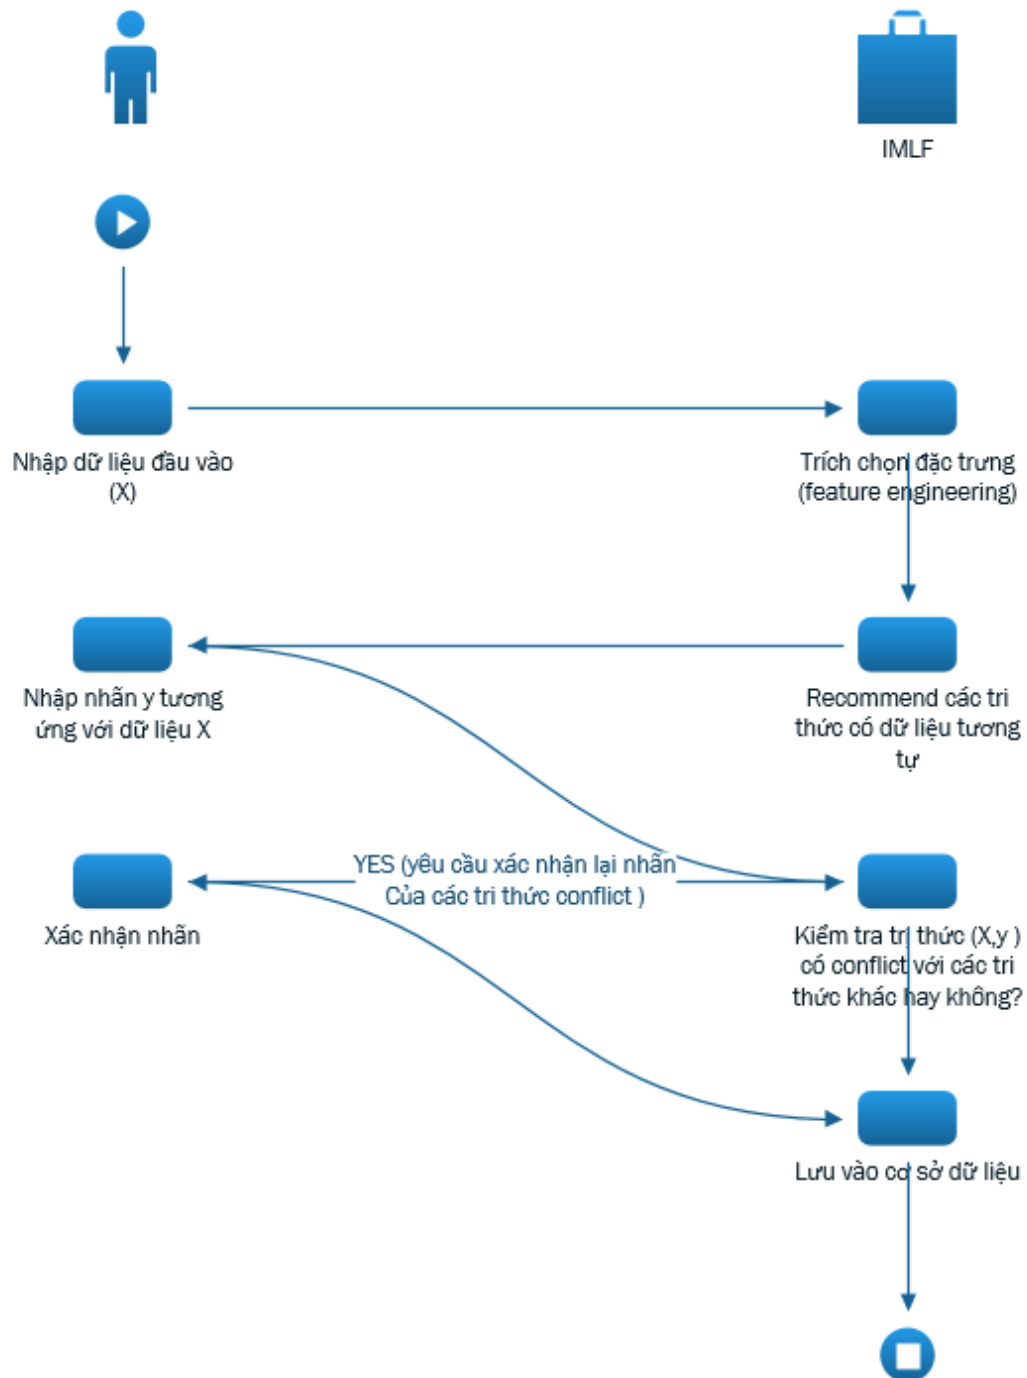 IMLF
Nhập dữ liệu đầu vào
(X)
Trích chọn đặc trưng
(feature engineering)
Nhập nhãn y tương
ứng với dữ liệu X
Recommend các tri
thức có dữ liệu tương
tự
YES (yêu cầu xác nhận lại nhãn
Của các tri thức conflict )
Xác nhận nhãn
Kiểm tra tri thức (X,y )
có conflict với các tri
thức khác hay không?
Lưu vào cơ sở dữ liệu